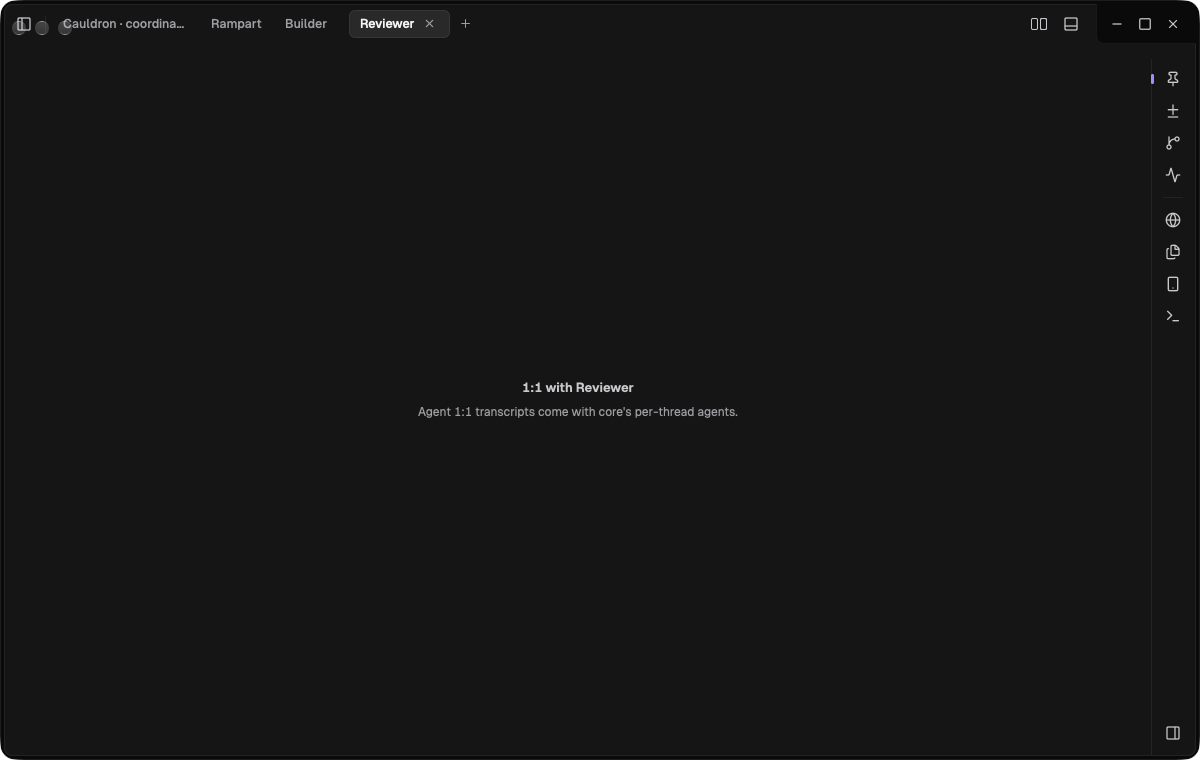 Cauldron · coordina…
Rampart
Builder
Reviewer
1:1 with Reviewer
Agent 1:1 transcripts come with core's per-thread agents.